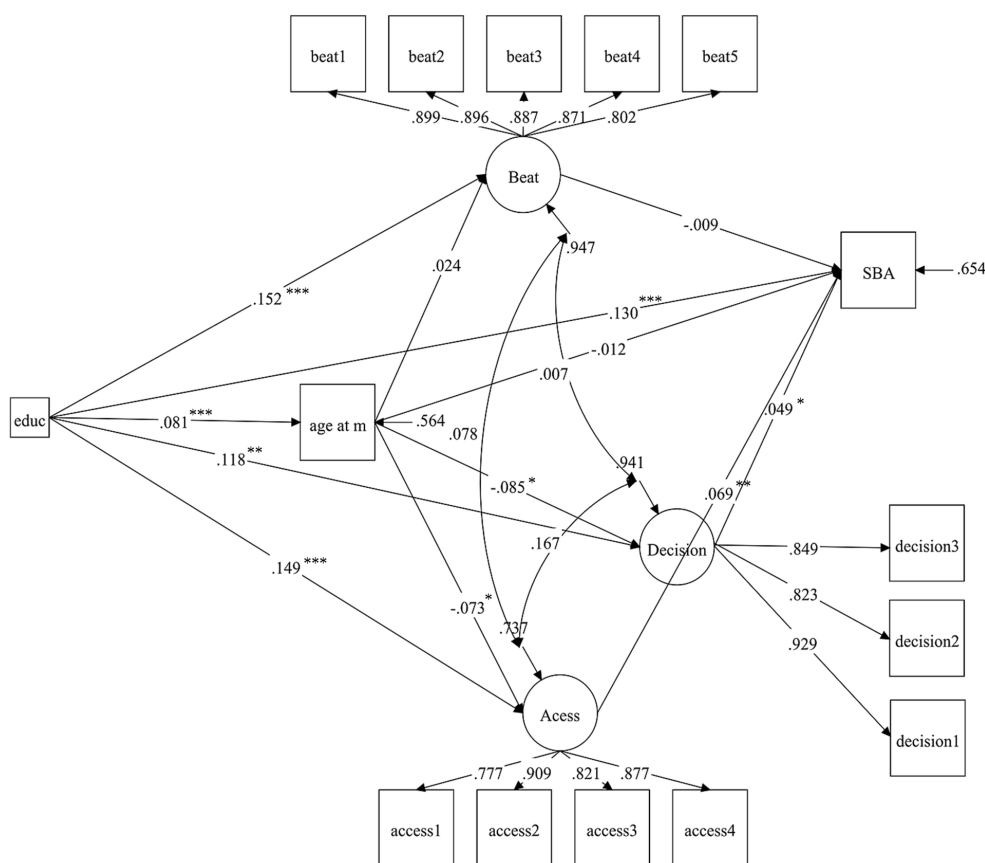 beat1 beat2 beat3 beat4 beat5
.899 .896 .887 .871 .802
Beat
-.009
.947
SBA
.654
.024
.152 ***
.130 ***
-.012
.007
educ
.081 ***
age at m
.564
.078
.049 *
.118 **
.941
-.085 *
.069 **
.167
Decision
.849
decision3
.149 ***
.823
-.073 *
.737
decision2
.929
Acess
decision1
.777 .909 .821 .877
access1 access2 access3 access4